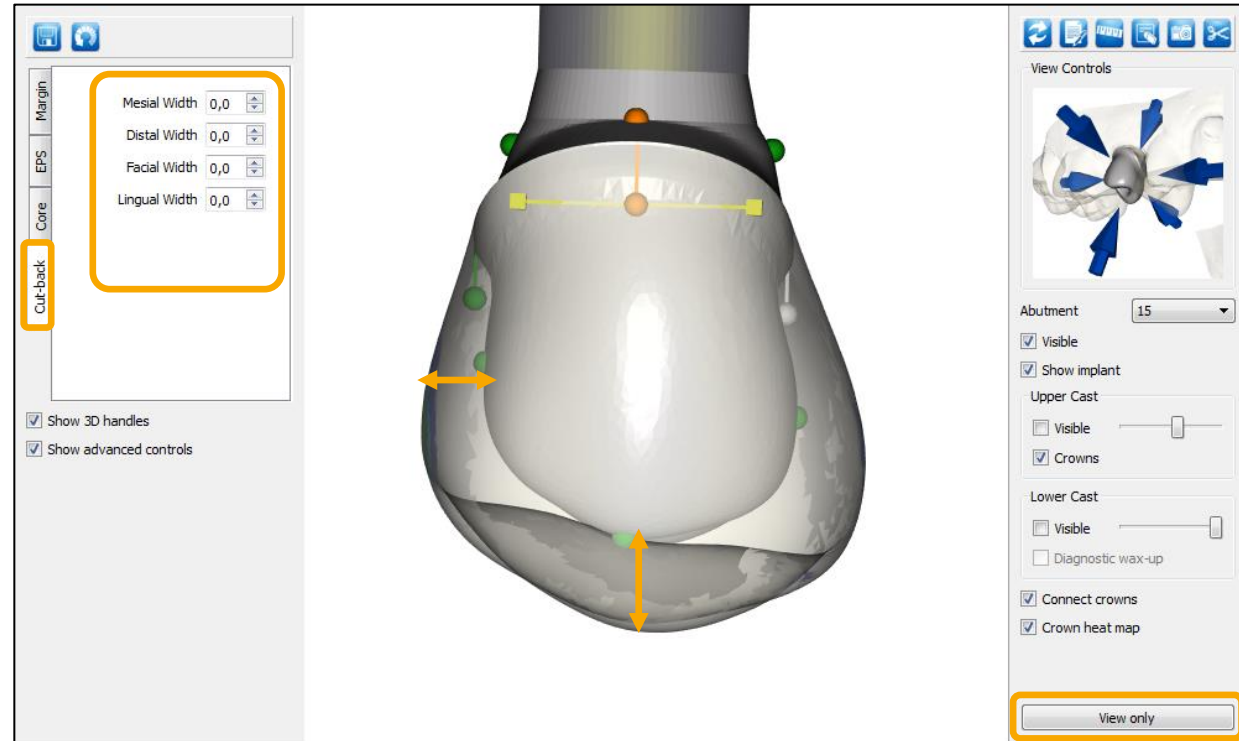 Margin
EPS
Core
Cut-back
Mesial Width 0,0
Distal Width 0,0
Facial Width 0,0
Lingual Width 0,0
Show 3D handles
Show advanced controls
View Controls
Abutment 15
Visible
Show implant
Upper Cast
Visible
Crowns
Lower Cast
Visible
Diagnostic wax-up
Connect crowns
Crown heat map
View only